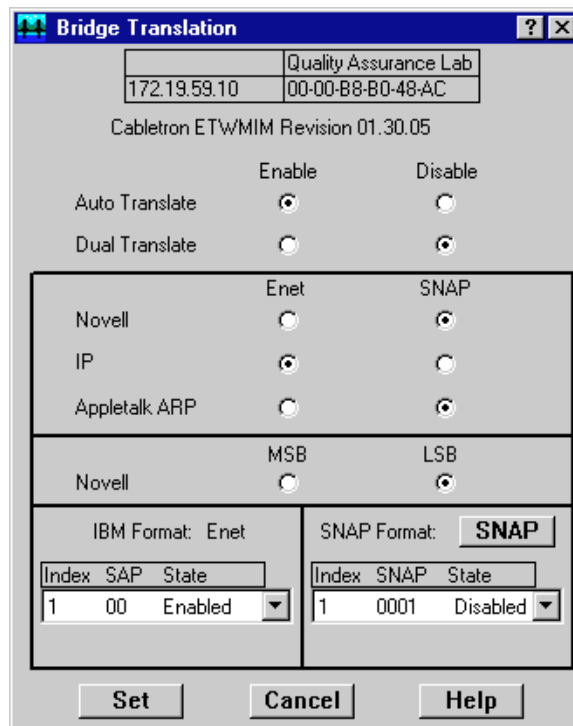 Bridge Translation
Quality Assurance Lab
172.19.59.10 00-00-B8-B0-48-AC
Cabletron ETWMIM Revision 01.30.05
Enable Disable
Auto Translate
Dual Translate
Enet SNAP
Novell
IP
Appletalk ARP
MSB LSB
Novell
IBM Format: Enet
Index SAP State
1 00 Enabled
SNAP Format: SNAP
Index SNAP State
1 0001 Disabled
Set Cancel Help